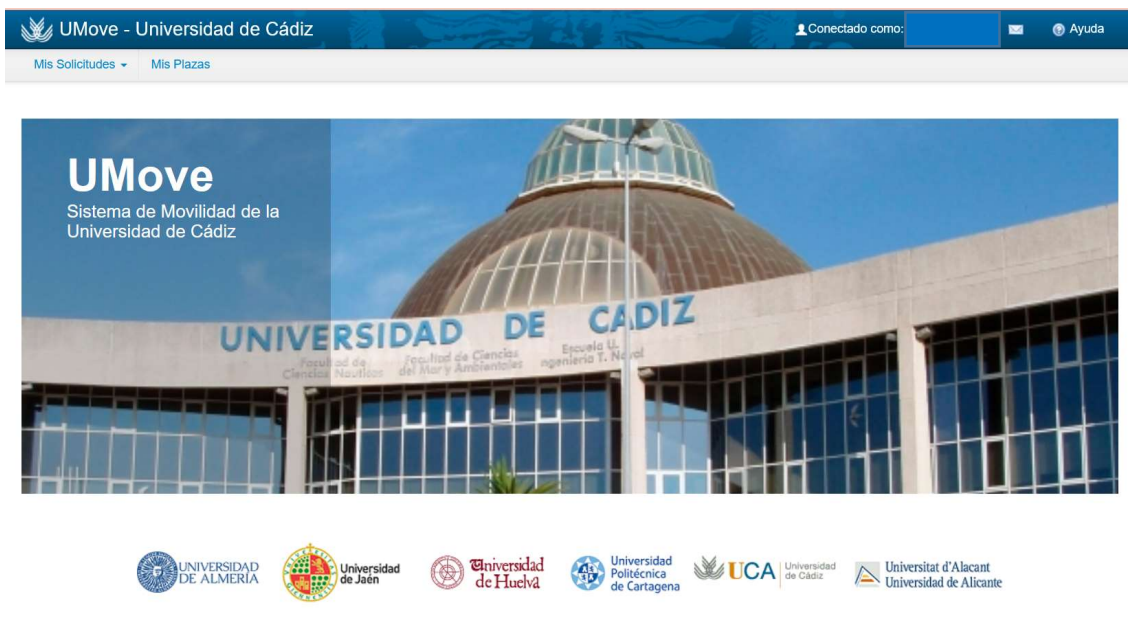 UMove - Universidad de Cádiz
Conectado como:
Ayuda
Mis Solicitudes
Mis Plazas
UMove
Sistema de Movilidad de la
Universidad de Cádiz
UNIVERSIDAD DE CADIZ
Facultad de
Ciencias Nauticas
Facultad de Ciencias
del Mar y Ambientales
Escuela U.
Ingeniería T. Naval
UNIVERSIDAD
DE ALMERÍA
Universidad
de Jaén
Universidad
de Huelva
Universidad
Politécnica
de Cartagena
UCA
Universidad
de Cádiz
Universitat d'Alacant
Universidad de Alicante